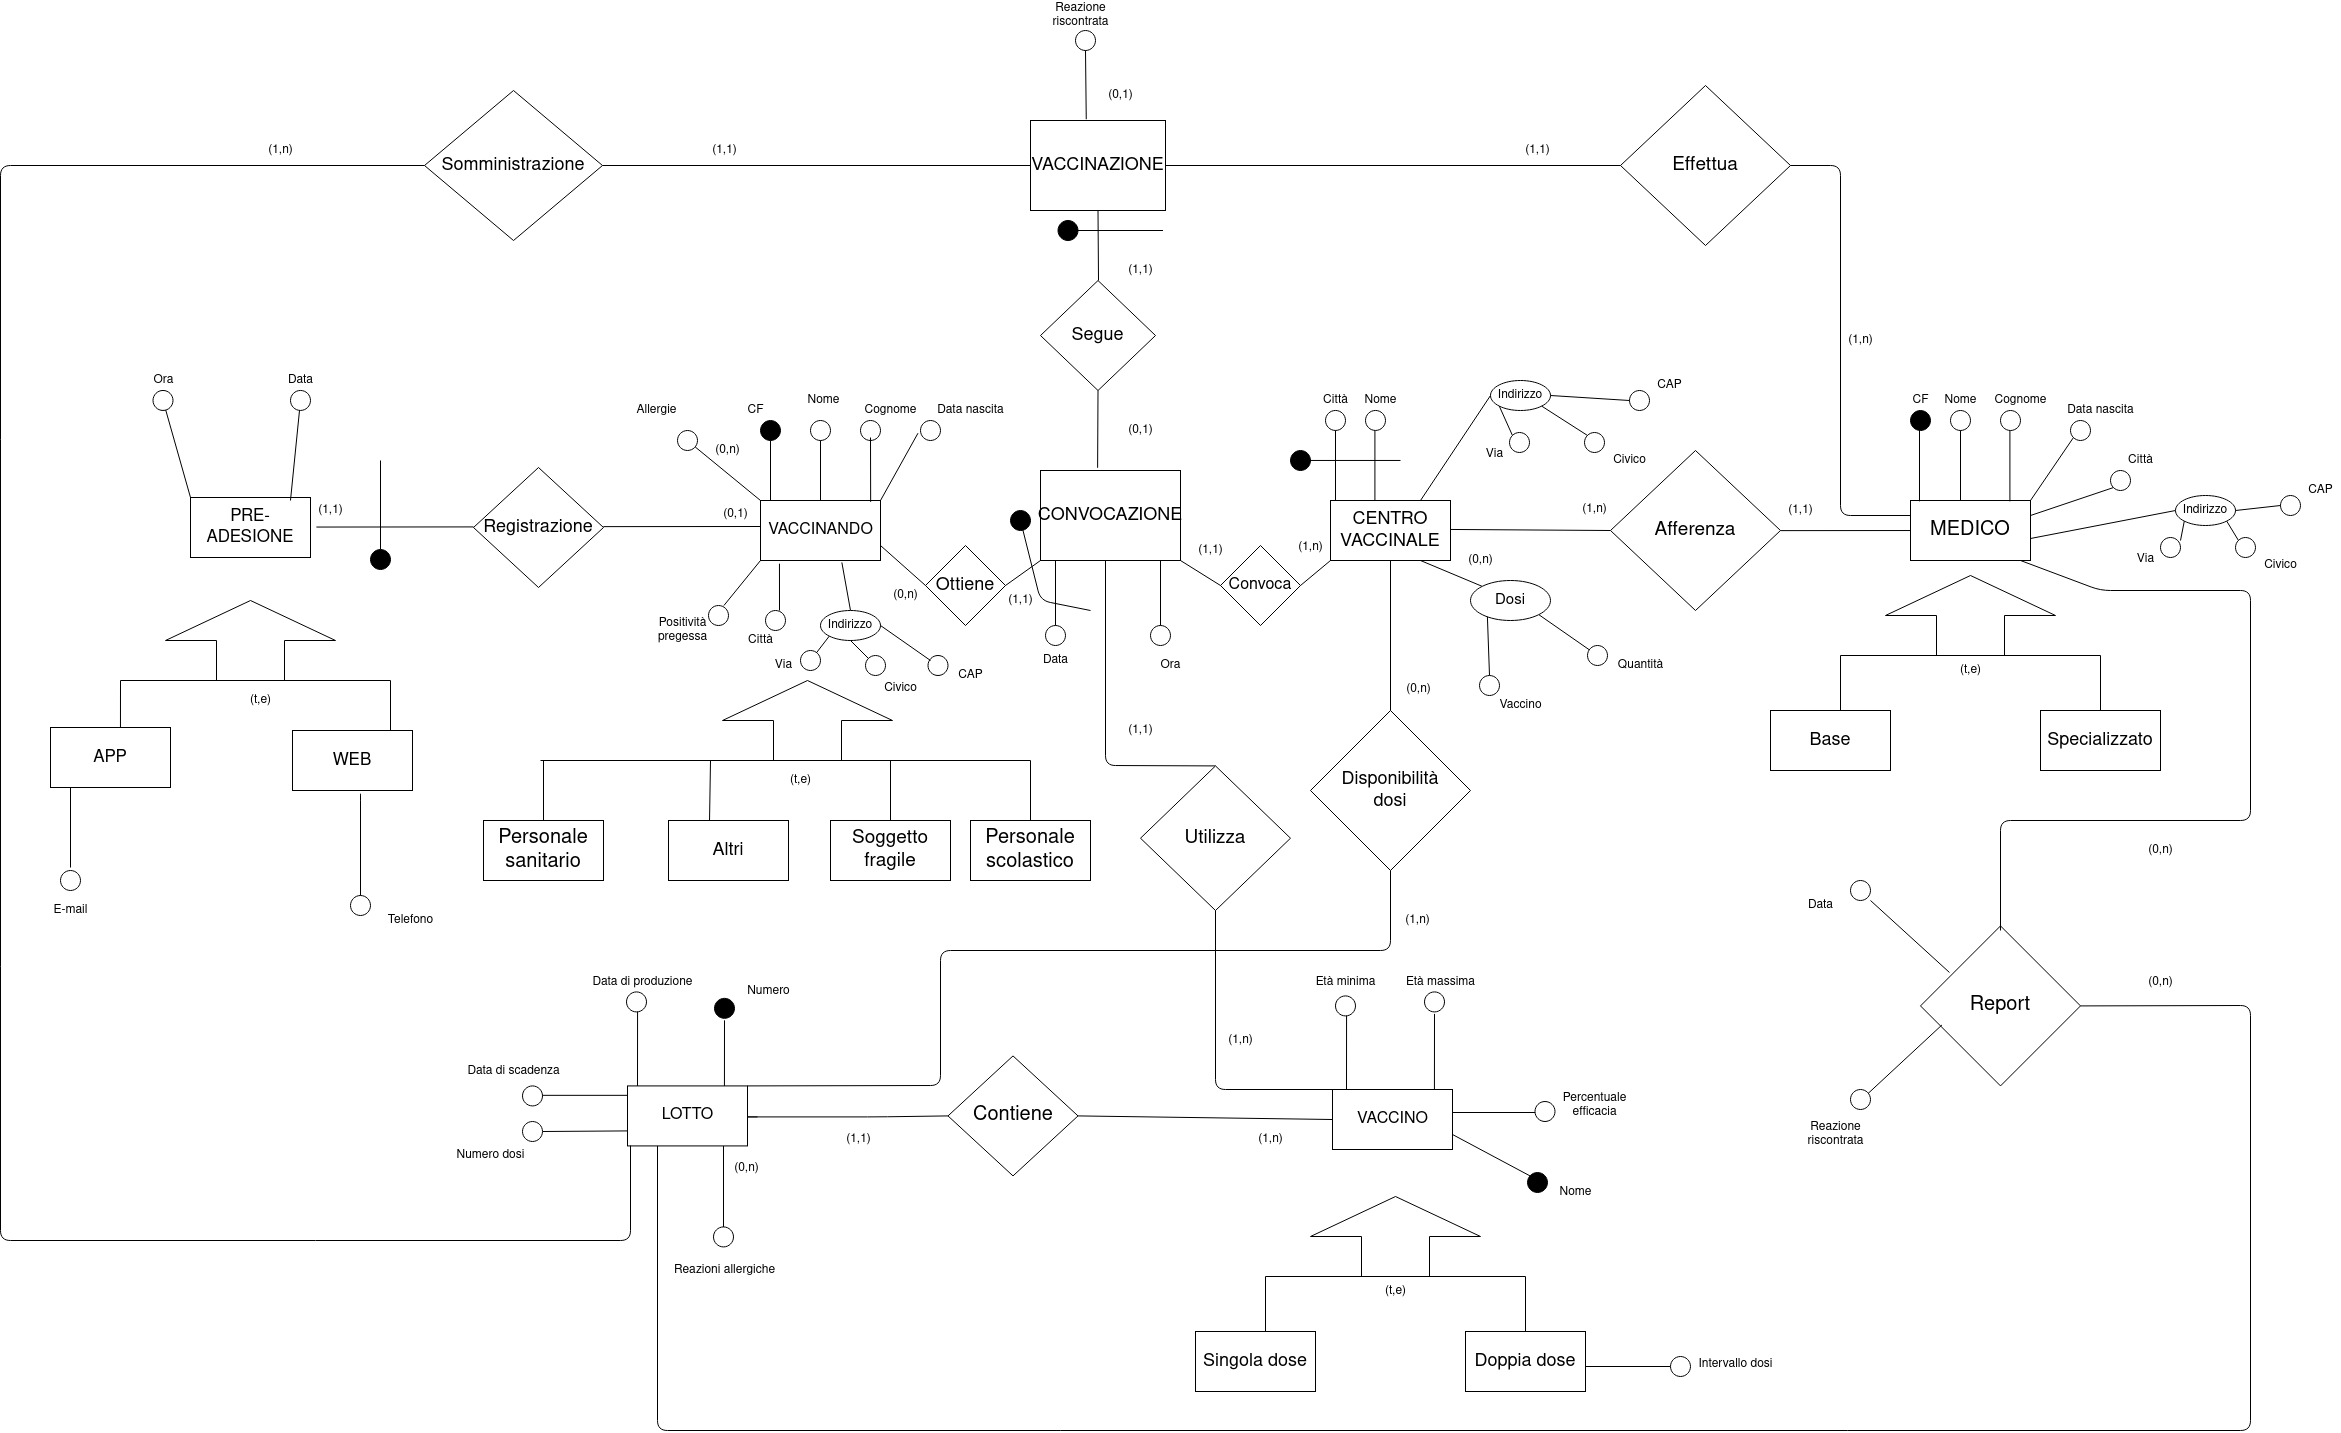 Reazione
riscontrata
(0,1)
(1,n)
Somministrazione
(1,1)
VACCINAZIONE
(1,1)
Effettua
(1,1)
Segue
(1,n)
(0,1)
Ora
Data
PRE-
ADESIONE
(1,1)
Registrazione
(0,1)
Allergie
(0,n)
CF
Nome
Cognome
Data nascita
VACCINANDO
Positività
pregessa
Città
Indirizzo
Via
Civico
CAP
(0,n)
Ottiene
(1,1)
CONVOCAZIONE
Data
Ora
(1,1)
Convoca
(1,n)
Città
Nome
CENTRO
VACCINALE
Indirizzo
CAP
Via
Civico
(1,n)
Afferenza
(1,1)
(0,n)
Dosi
Quantità
Vaccino
CF
Nome
Cognome
Data nascita
Città
MEDICO
Indirizzo
CAP
Via
Civico
(t,e)
APP
WEB
E-mail
Telefono
(t,e)
Personale
sanitario
Altri
Soggetto
fragile
Personale
scolastico
(1,1)
Utilizza
(0,n)
Disponibilità
dosi
(1,n)
(t,e)
Base
Specializzato
(0,n)
Data
Report
(0,n)
Reazione
riscontrata
Data di produzione
Numero
Data di scadenza
Numero dosi
LOTTO
(0,n)
Reazioni allergiche
(1,1)
Contiene
(1,n)
(1,n)
Età minima
Età massima
VACCINO
Percentuale
efficacia
Nome
(t,e)
Singola dose
Doppia dose
Intervallo dosi